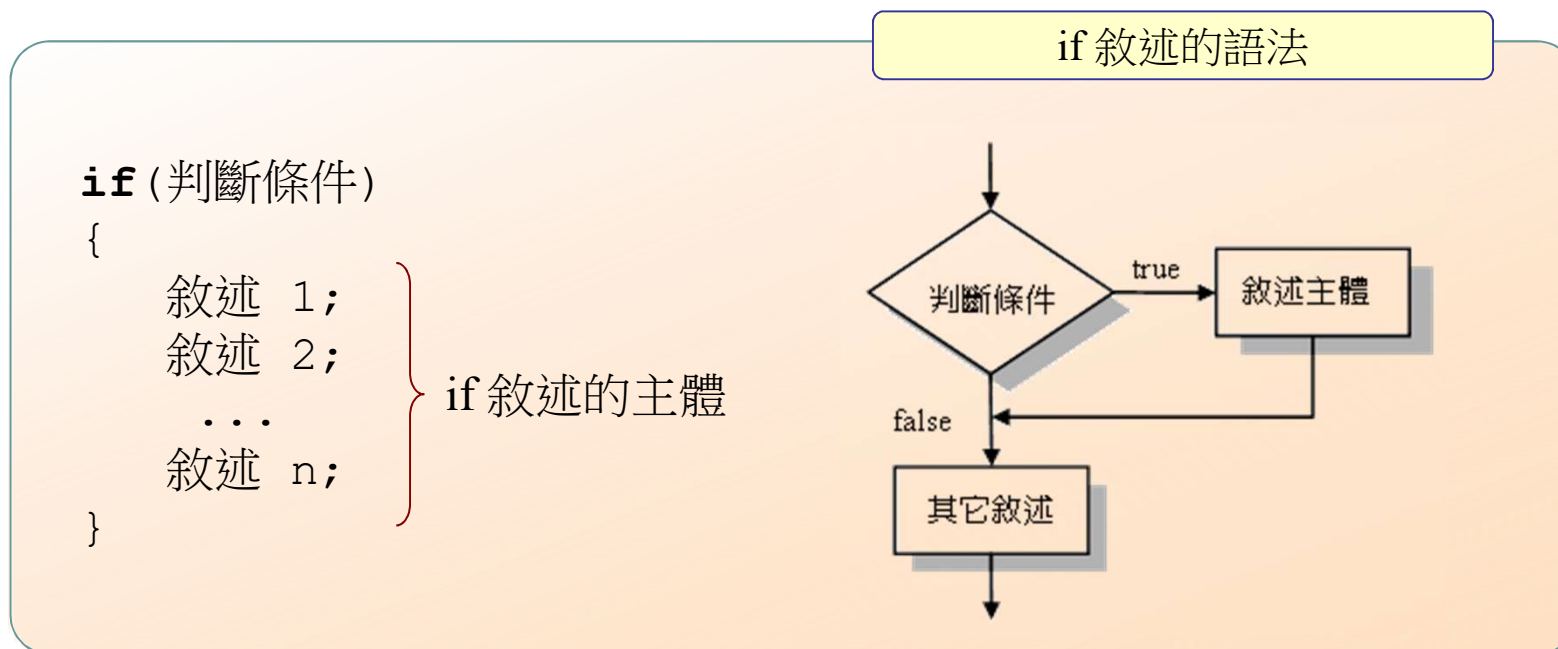 if 敘述的語法
if(判斷條件)
{
敘述 1;
敘述 2;
...
敘述 n;
}
if 敘述的主體
判斷條件
true
敘述主體
false
其它敘述